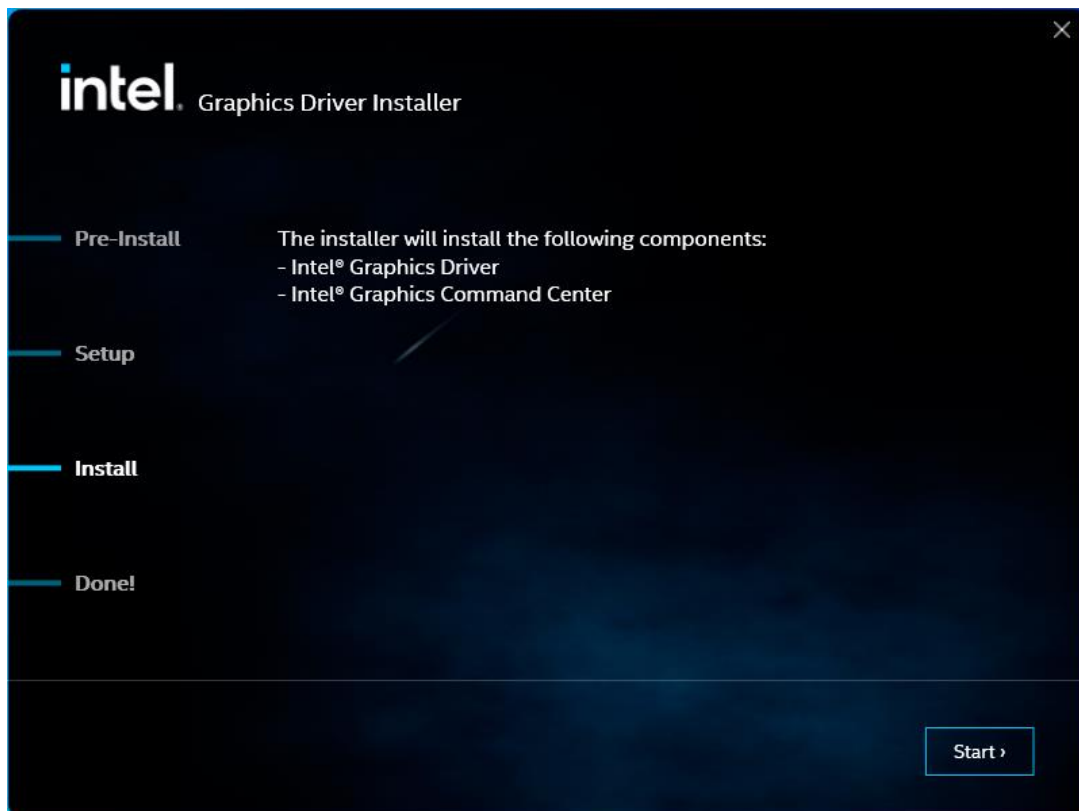 intel. Graphics Driver Installer
Pre-Install
The installer will install the following components:
- Intel® Graphics Driver
- Intel® Graphics Command Center
Setup
Install
Done!
Start ›